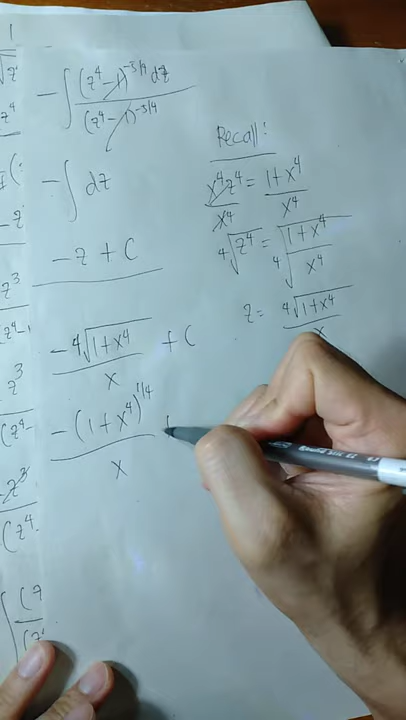 -∫ (z⁴-1)^-3/4 dz / (z⁴-1)^-3/4
-∫ dz
-z + C
-⁴√(1+x⁴) / x + C
-(1+x⁴)^1/4 / x
Recall:
x⁴z⁴ / x⁴ = 1+x⁴ / x⁴
⁴√z⁴ = ⁴√(1+x⁴ / x⁴)
z = ⁴√(1+x⁴) / x